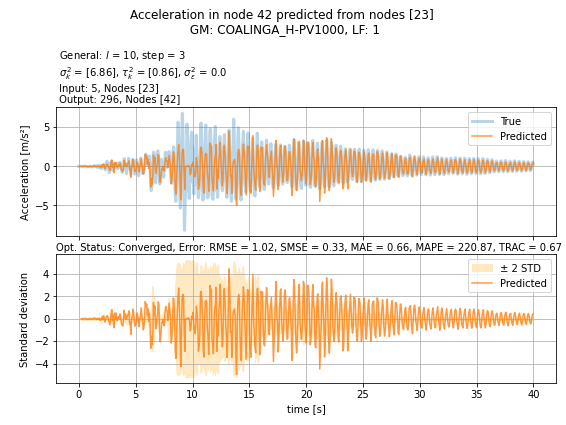 Acceleration in node 42 predicted from nodes [23]
GM: COALINGA_H-PV1000, LF: 1
General: l = 10, step = 3
σ²ₖ = [6.86], τ²ₖ = [0.86], σ²ε = 0.0
Input: 5, Nodes [23]
Output: 296, Nodes [42]
Acceleration [m/s²]
5
0
−5
True
Predicted
Opt. Status: Converged, Error: RMSE = 1.02, SMSE = 0.33, MAE = 0.66, MAPE = 220.87, TRAC = 0.67
Standard deviation
4
2
0
−2
−4
± 2 STD
Predicted
0 5 10 15 20 25 30 35 40
time [s]